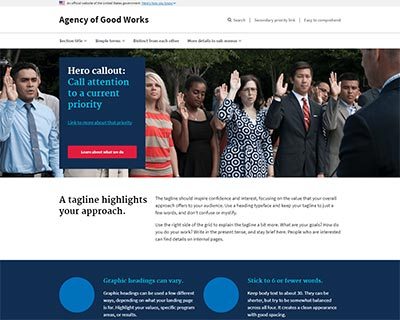 An official website of the United States government Here's how you know
Agency of Good Works
Search | Secondary priority link | Easy to comprehend
Section title Simple terms Distinct from each other More details in sub menus
Hero callout:
Call attention
to a current
priority
Link to more about that priority
Learn about what we do
A tagline highlights
your approach.
The tagline should inspire confidence and interest, focusing on the value that your overall
approach offers to your audience. Use a heading typeface and keep your tagline to just a
few words, and don't confuse or mystify.
Use the right side of the grid to explain the tagline a bit more. What are your goals? How do
you do your work? Write in the present tense, and stay brief here. People who are interested
can find details on internal pages.
Graphic headings can vary.
Graphic headings can be used a few different
ways, depending on what your landing page
is for. Highlight your values, specific program
areas, or results.
Stick to 6 or fewer words.
Keep body text to about 30. They can be
shorter, but try to be somewhat balanced
across all four. It creates a clean appearance
with good spacing.